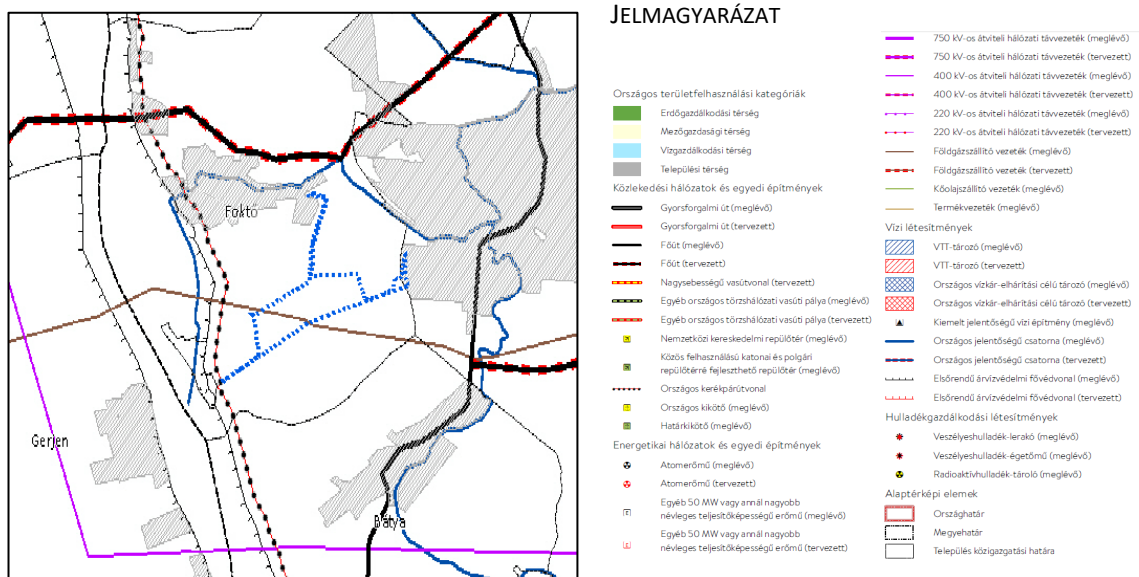 JELMAGYARÁZAT
Foktő
Gerjen
Bátya
Országos területfelhasználási kategóriák
Erdőgazdálkodási térség
Mezőgazdasági térség
Vízgazdálkodási térség
Települési térség
Közlekedési hálózatok és egyedi építmények
Gyorsforgalmi út (meglévő)
Gyorsforgalmi út (tervezett)
Főút (meglévő)
Főút (tervezett)
Nagysebességű vasútvonal (tervezett)
Egyéb országos törzshálózati vasúti pálya (meglévő)
Egyéb országos törzshálózati vasúti pálya (tervezett)
Nemzetközi kereskedelmi repülőtér (meglévő)
Közös felhasználású katonai és polgári
repülőtérré fejleszthető repülőtér (meglévő)
Országos kerékpárútvonal
Országos kikötő (meglévő)
Határkikötő (meglévő)
Energetikai hálózatok és egyedi építmények
Atomerőmű (meglévő)
Atomerőmű (tervezett)
Egyéb 50 MW vagy annál nagyobb
névleges teljesítőképességű erőmű (meglévő)
Egyéb 50 MW vagy annál nagyobb
névleges teljesítőképességű erőmű (tervezett)
750 kV-os átviteli hálózati távvezeték (meglévő)
750 kV-os átviteli hálózati távvezeték (tervezett)
400 kV-os átviteli hálózati távvezeték (meglévő)
400 kV-os átviteli hálózati távvezeték (tervezett)
220 kV-os átviteli hálózati távvezeték (meglévő)
220 kV-os átviteli hálózati távvezeték (tervezett)
Földgázszállító vezeték (meglévő)
Földgázszállító vezeték (tervezett)
Kőolajszállító vezeték (meglévő)
Termékvezeték (meglévő)
Vízi létesítmények
VTT-tározó (meglévő)
VTT-tározó (tervezett)
Országos vízkár-elhárítási célú tározó (meglévő)
Országos vízkár-elhárítási célú tározó (tervezett)
Kiemelt jelentőségű vízi építmény (meglévő)
Országos jelentőségű csatorna (meglévő)
Országos jelentőségű csatorna (tervezett)
Elsőrendű árvízvédelmi fővédvonal (meglévő)
Elsőrendű árvízvédelmi fővédvonal (tervezett)
Hulladékgazdálkodási létesítmények
Veszélyeshulladék-lerakó (meglévő)
Veszélyeshulladék-égetőmű (meglévő)
Radioaktívhulladék-tároló (meglévő)
Alaptérképi elemek
Országhatár
Megyehatár
Település közigazgatási határa